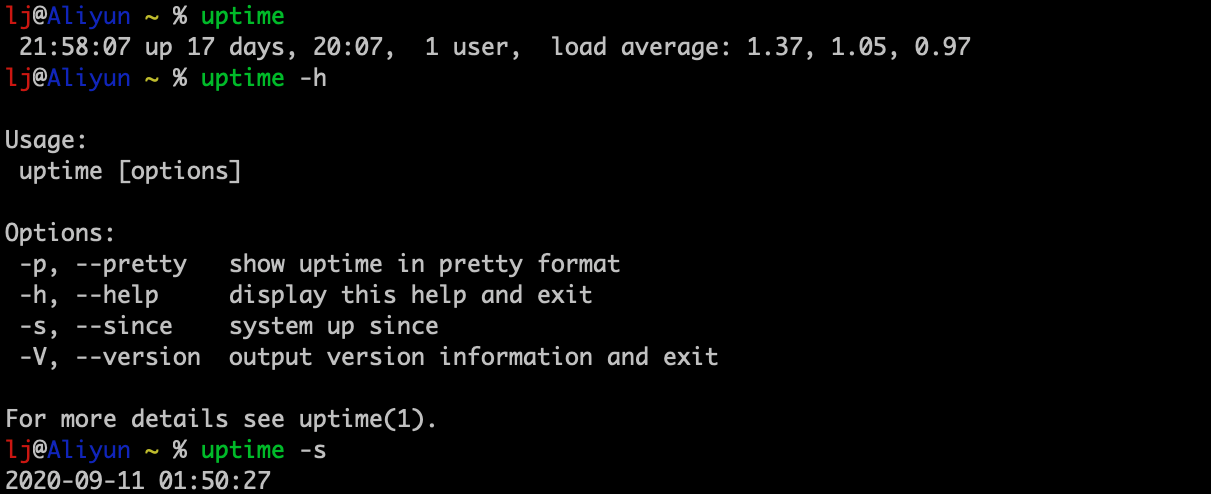 lj@Aliyun ~ % uptime
 21:58:07 up 17 days, 20:07,  1 user,  load average: 1.37, 1.05, 0.97
lj@Aliyun ~ % uptime -h

Usage:
 uptime [options]

Options:
 -p, --pretty   show uptime in pretty format
 -h, --help     display this help and exit
 -s, --since    system up since
 -V, --version  output version information and exit

For more details see uptime(1).
lj@Aliyun ~ % uptime -s
2020-09-11 01:50:27